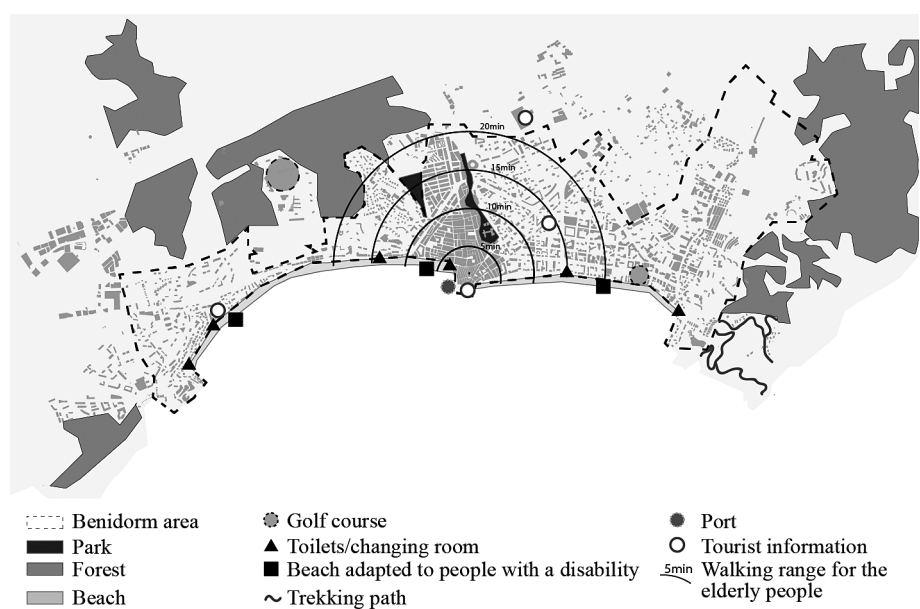 20min
15min
10min
5min
Benidorm area
Park
Forest
Beach
Golf course
Toilets/changing room
Beach adapted to people with a disability
Trekking path
Port
Tourist information
5min Walking range for the
elderly people